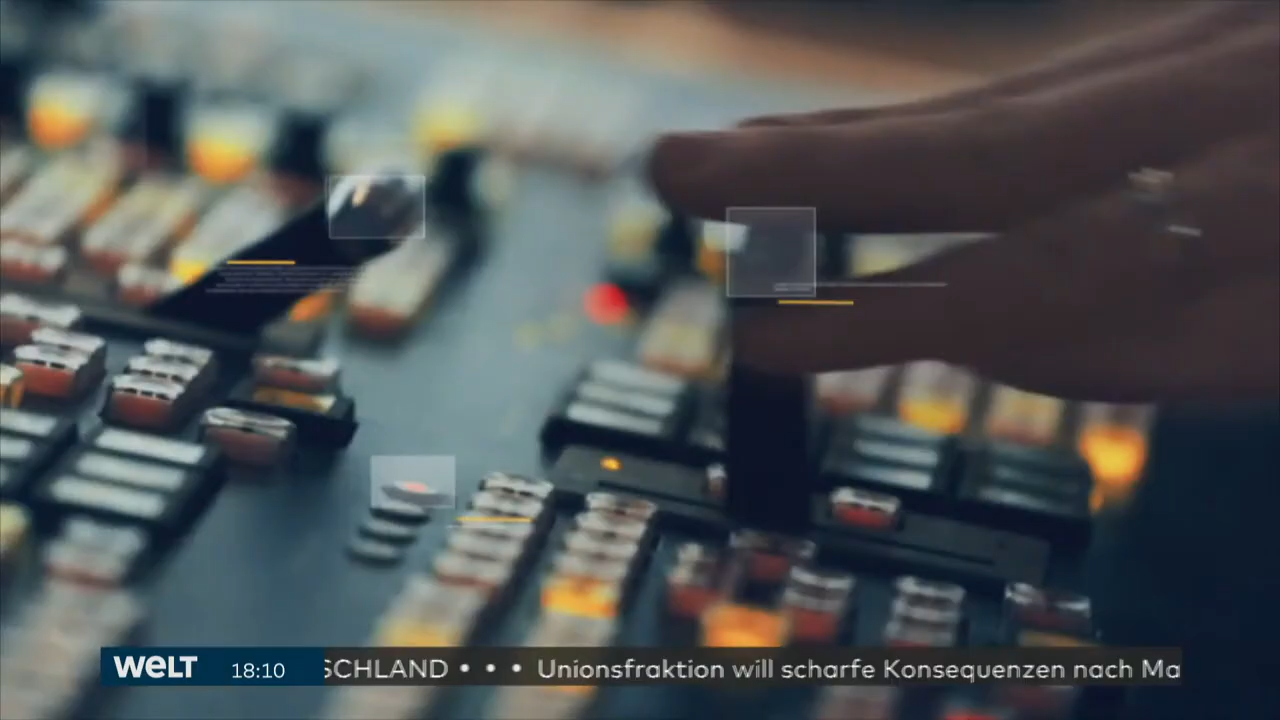 WELT 18:10 SCHLAND • • • Unionsfraktion will scharfe Konsequenzen nach Ma